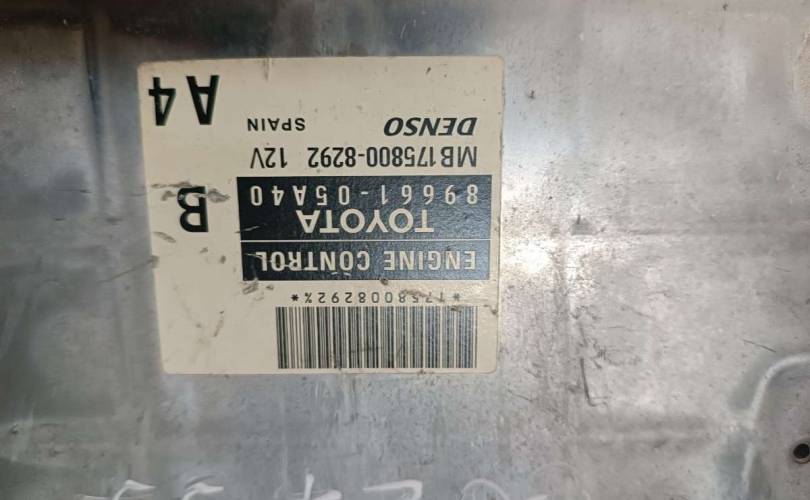 *1758008292%*
ENGINE CONTROL
TOYOTA
89661-05A40
B
MB175800-8292 12V
DENSO SPAIN
A4